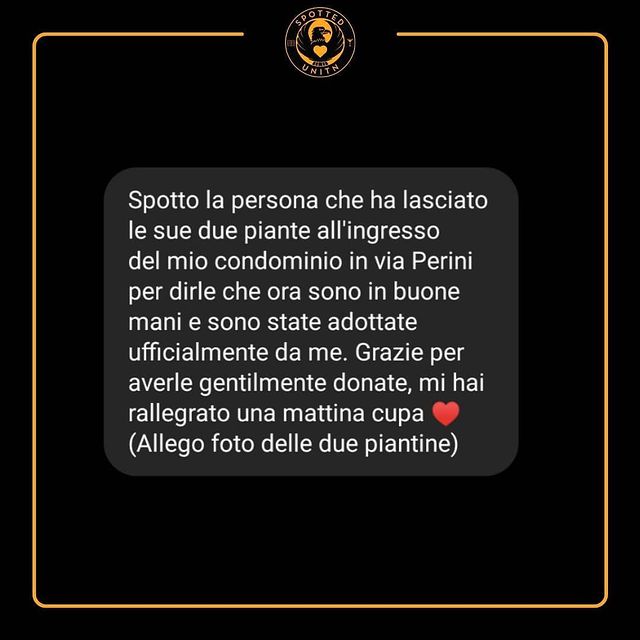 SPOTTED
UNITN
Spotto la persona che ha lasciato
le sue due piante all'ingresso
del mio condominio in via Perini
per dirle che ora sono in buone
mani e sono state adottate
ufficialmente da me. Grazie per
averle gentilmente donate, mi hai
rallegrato una mattina cupa ♥️
(Allego foto delle due piantine)